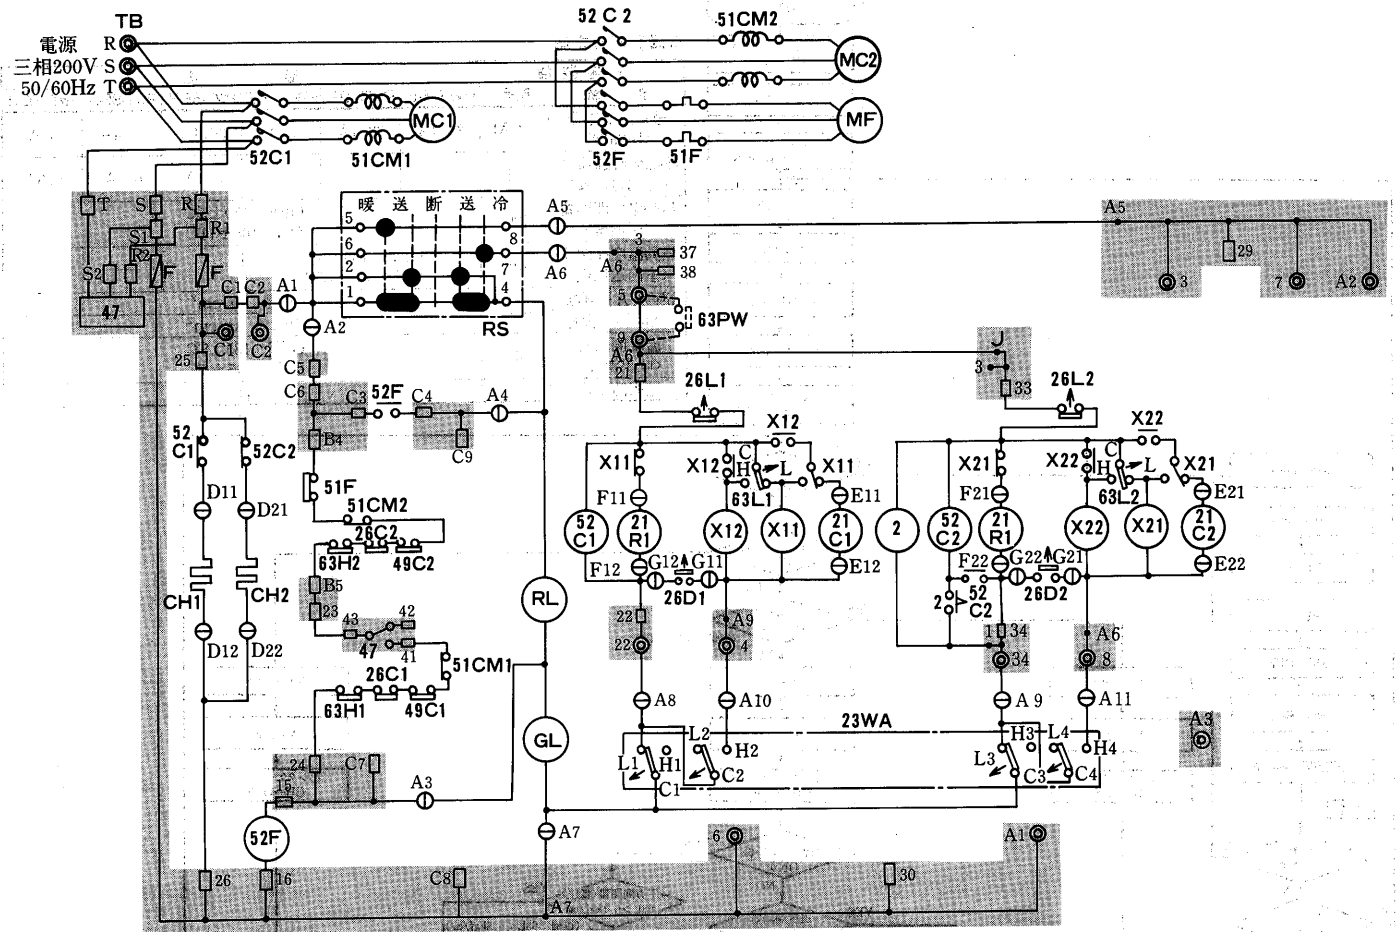 TB
電源 R
三相200V S
50/60Hz T
52C2
51CM2
MC2
MF
52F
51F
MC1
52C1
51CM1
暖 送 断 送 冷
5
6
2
1
8
7
4
RS
A5
A6
T
S
R
S1
R1
S2
R2
F
F
47
C1
C2
A1
C1
C2
25
A2
3
37
A6
38
5
63PW
9
A6
21
A5
3
29
7
A2
J
3
33
C5
C6
C3
52F
C4
A4
C9
B4
26L1
26L2
52
C1
52C2
D11
D21
51F
51CM2
26C2
63H2
49C2
X12
X11
X12
C
H
L
X11
63L1
F11
E11
52
C1
21
R1
X12
X11
21
C1
F12
G12
G11
E12
26D1
X22
X21
X22
C
H
L
X21
63L2
F21
E21
2
52
C2
21
R1
X22
X21
21
C2
F22
G22
G21
E22
26D2
2
52
C2
CH1
CH2
B5
23
43
42
47
41
51CM1
26C1
63H1
49C1
D12
D22
RL
GL
22
22
A9
4
1
34
34
A6
8
A8
A10
A9
A11
23WA
L1
H1
C1
L2
C2
H2
L3
H3
C3
L4
C4
H4
A3
24
C7
15
A3
52F
A7
26
16
C8
A7
6
30
A1